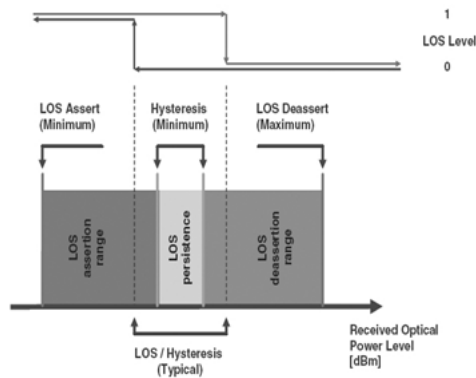 1
LOS Level
0
LOS Assert
(Minimum)
Hysteresis
(Minimum)
LOS Deassert
(Maximum)
LOS
assertion
range
LOS
persistence
LOS
deassertion
range
LOS / Hysteresis
(Typical)
Received Optical
Power Level
[dBm]